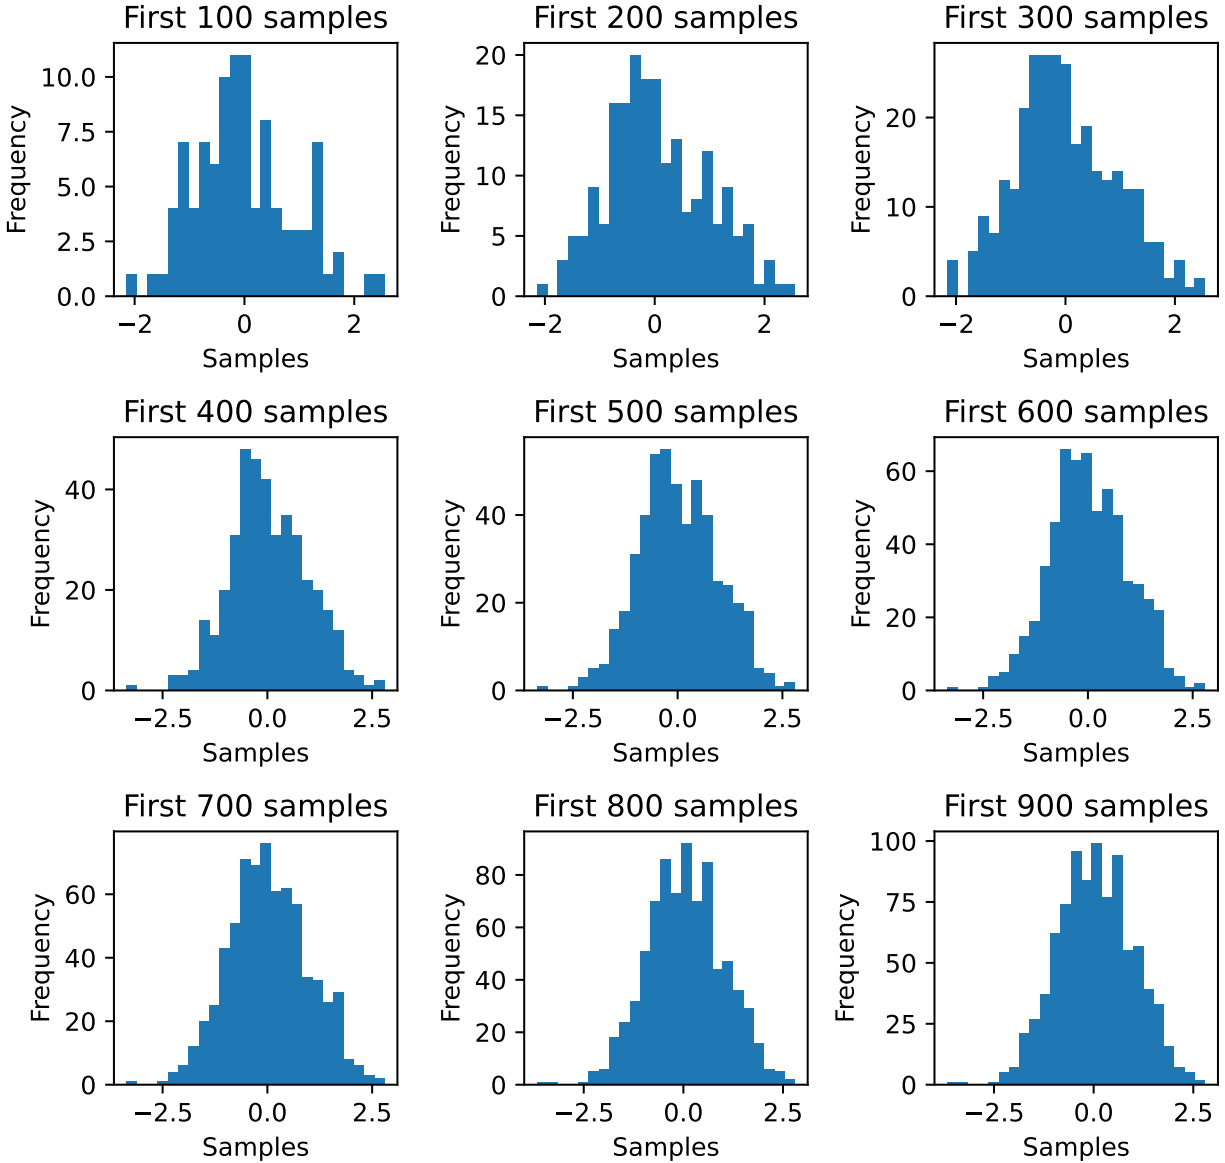 First 100 samples
Frequency
10.0
7.5
5.0
2.5
0.0
−2 0 2
Samples
First 200 samples
Frequency
20
15
10
5
0
−2 0 2
Samples
First 300 samples
Frequency
20
10
0
−2 0 2
Samples
First 400 samples
Frequency
40
20
0
−2.5 0.0 2.5
Samples
First 500 samples
Frequency
40
20
0
−2.5 0.0 2.5
Samples
First 600 samples
Frequency
60
40
20
0
−2.5 0.0 2.5
Samples
First 700 samples
Frequency
60
40
20
0
−2.5 0.0 2.5
Samples
First 800 samples
Frequency
80
60
40
20
0
−2.5 0.0 2.5
Samples
First 900 samples
Frequency
100
75
50
25
0
−2.5 0.0 2.5
Samples